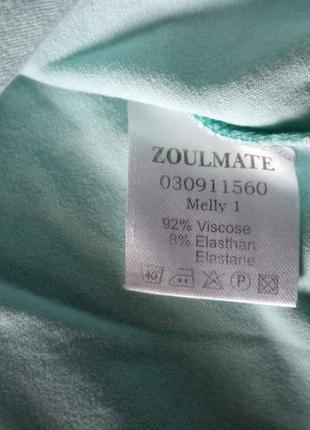 ZOULMATE
030911560
Melly 1
92% Viscose
8% Elasthan
Elastane